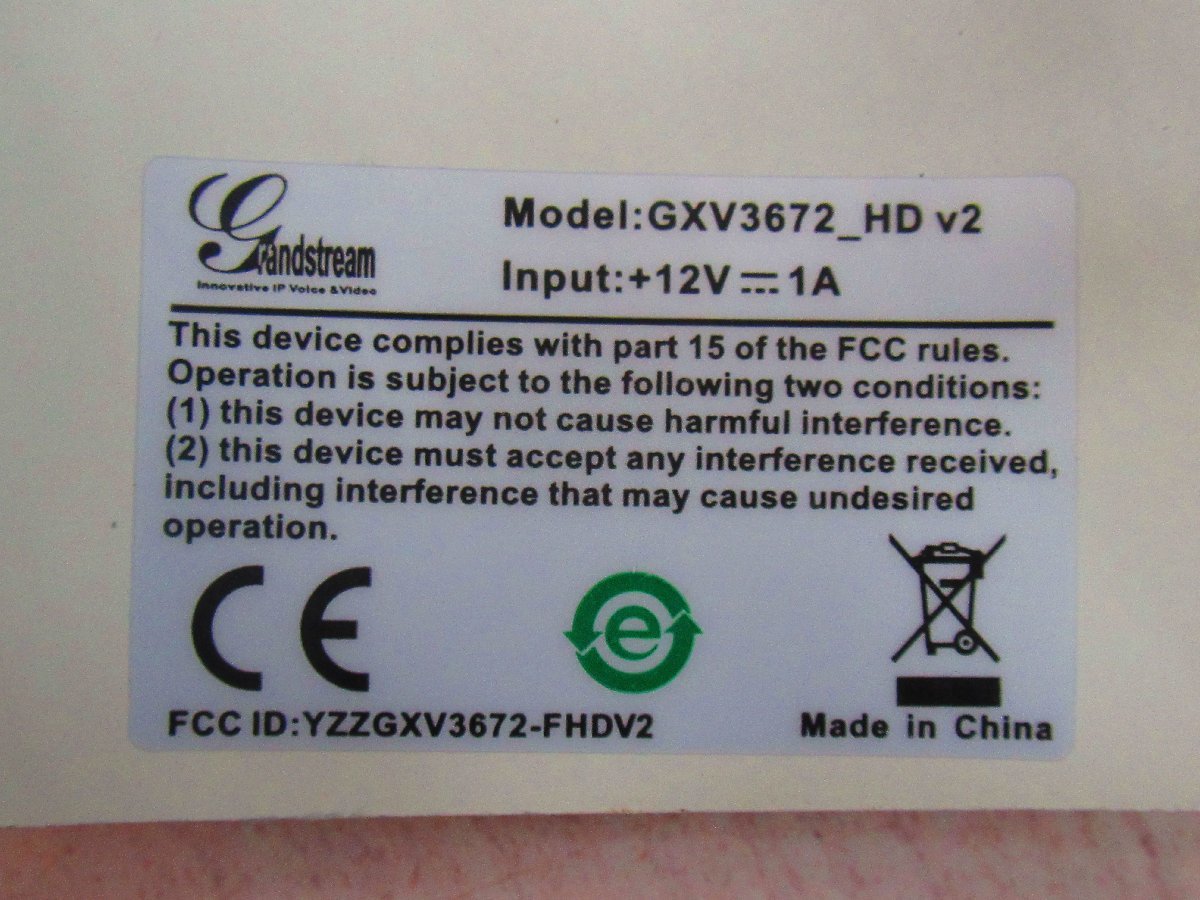 Grandstream
Innovative IP Voice & Video
Model:GXV3672_HD v2
Input:+12V⎓1A
This device complies with part 15 of the FCC rules.
Operation is subject to the following two conditions:
(1) this device may not cause harmful interference.
(2) this device must accept any interference received,
including interference that may cause undesired
operation.
CE
e
FCC ID:YZZGXV3672-FHDV2
Made in China